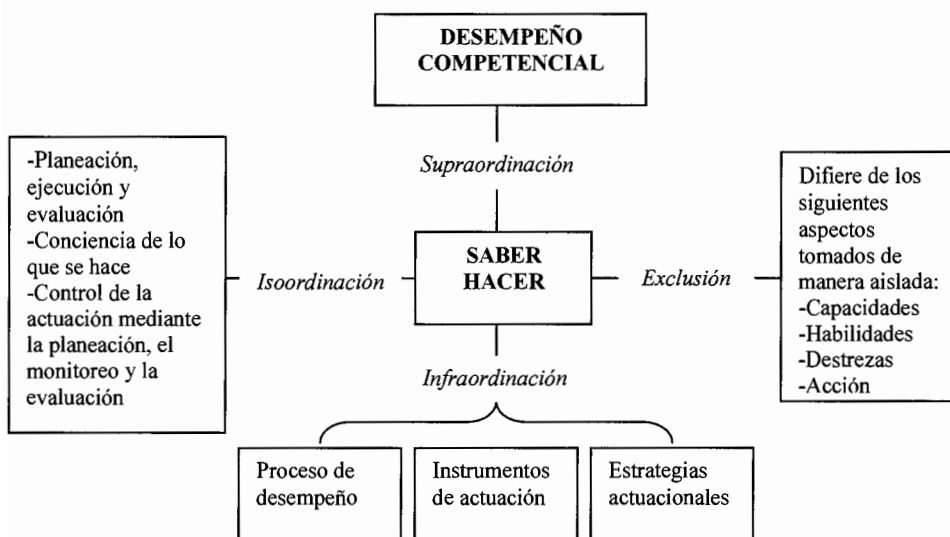 DESEMPEÑO
COMPETENCIAL
Supraordinación
-Planeación,
ejecución y
evaluación
-Conciencia de lo
que se hace
-Control de la
actuación mediante
la planeación, el
monitoreo y la
evaluación
Isoordinación
SABER
HACER
Exclusión
Difiere de los
siguientes
aspectos
tomados de
manera aislada:
-Capacidades
-Habilidades
-Destrezas
-Acción
Infraordinación
Proceso de
desempeño
Instrumentos
de actuación
Estrategias
actuacionales